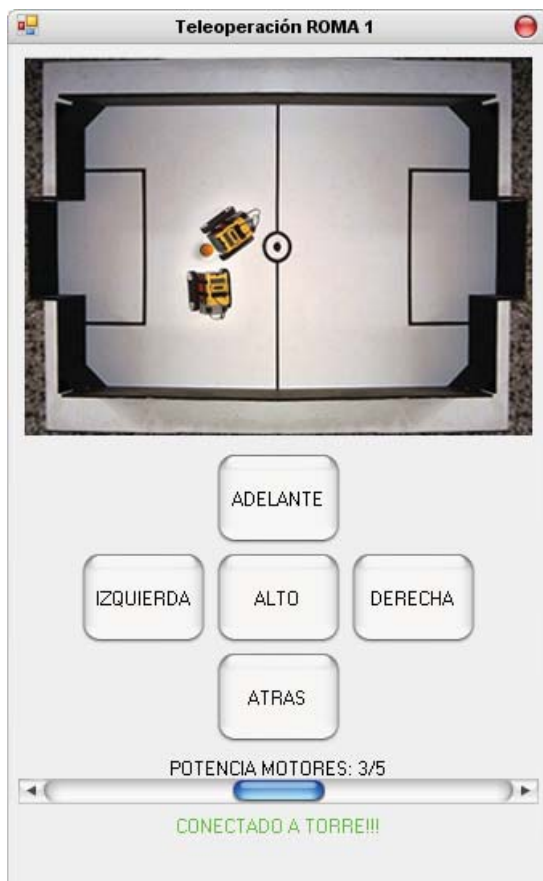 Teleoperación ROMA 1
ADELANTE
IZQUIERDA ALTO DERECHA
ATRAS
POTENCIA MOTORES: 3/5
CONECTADO A TORRE!!!